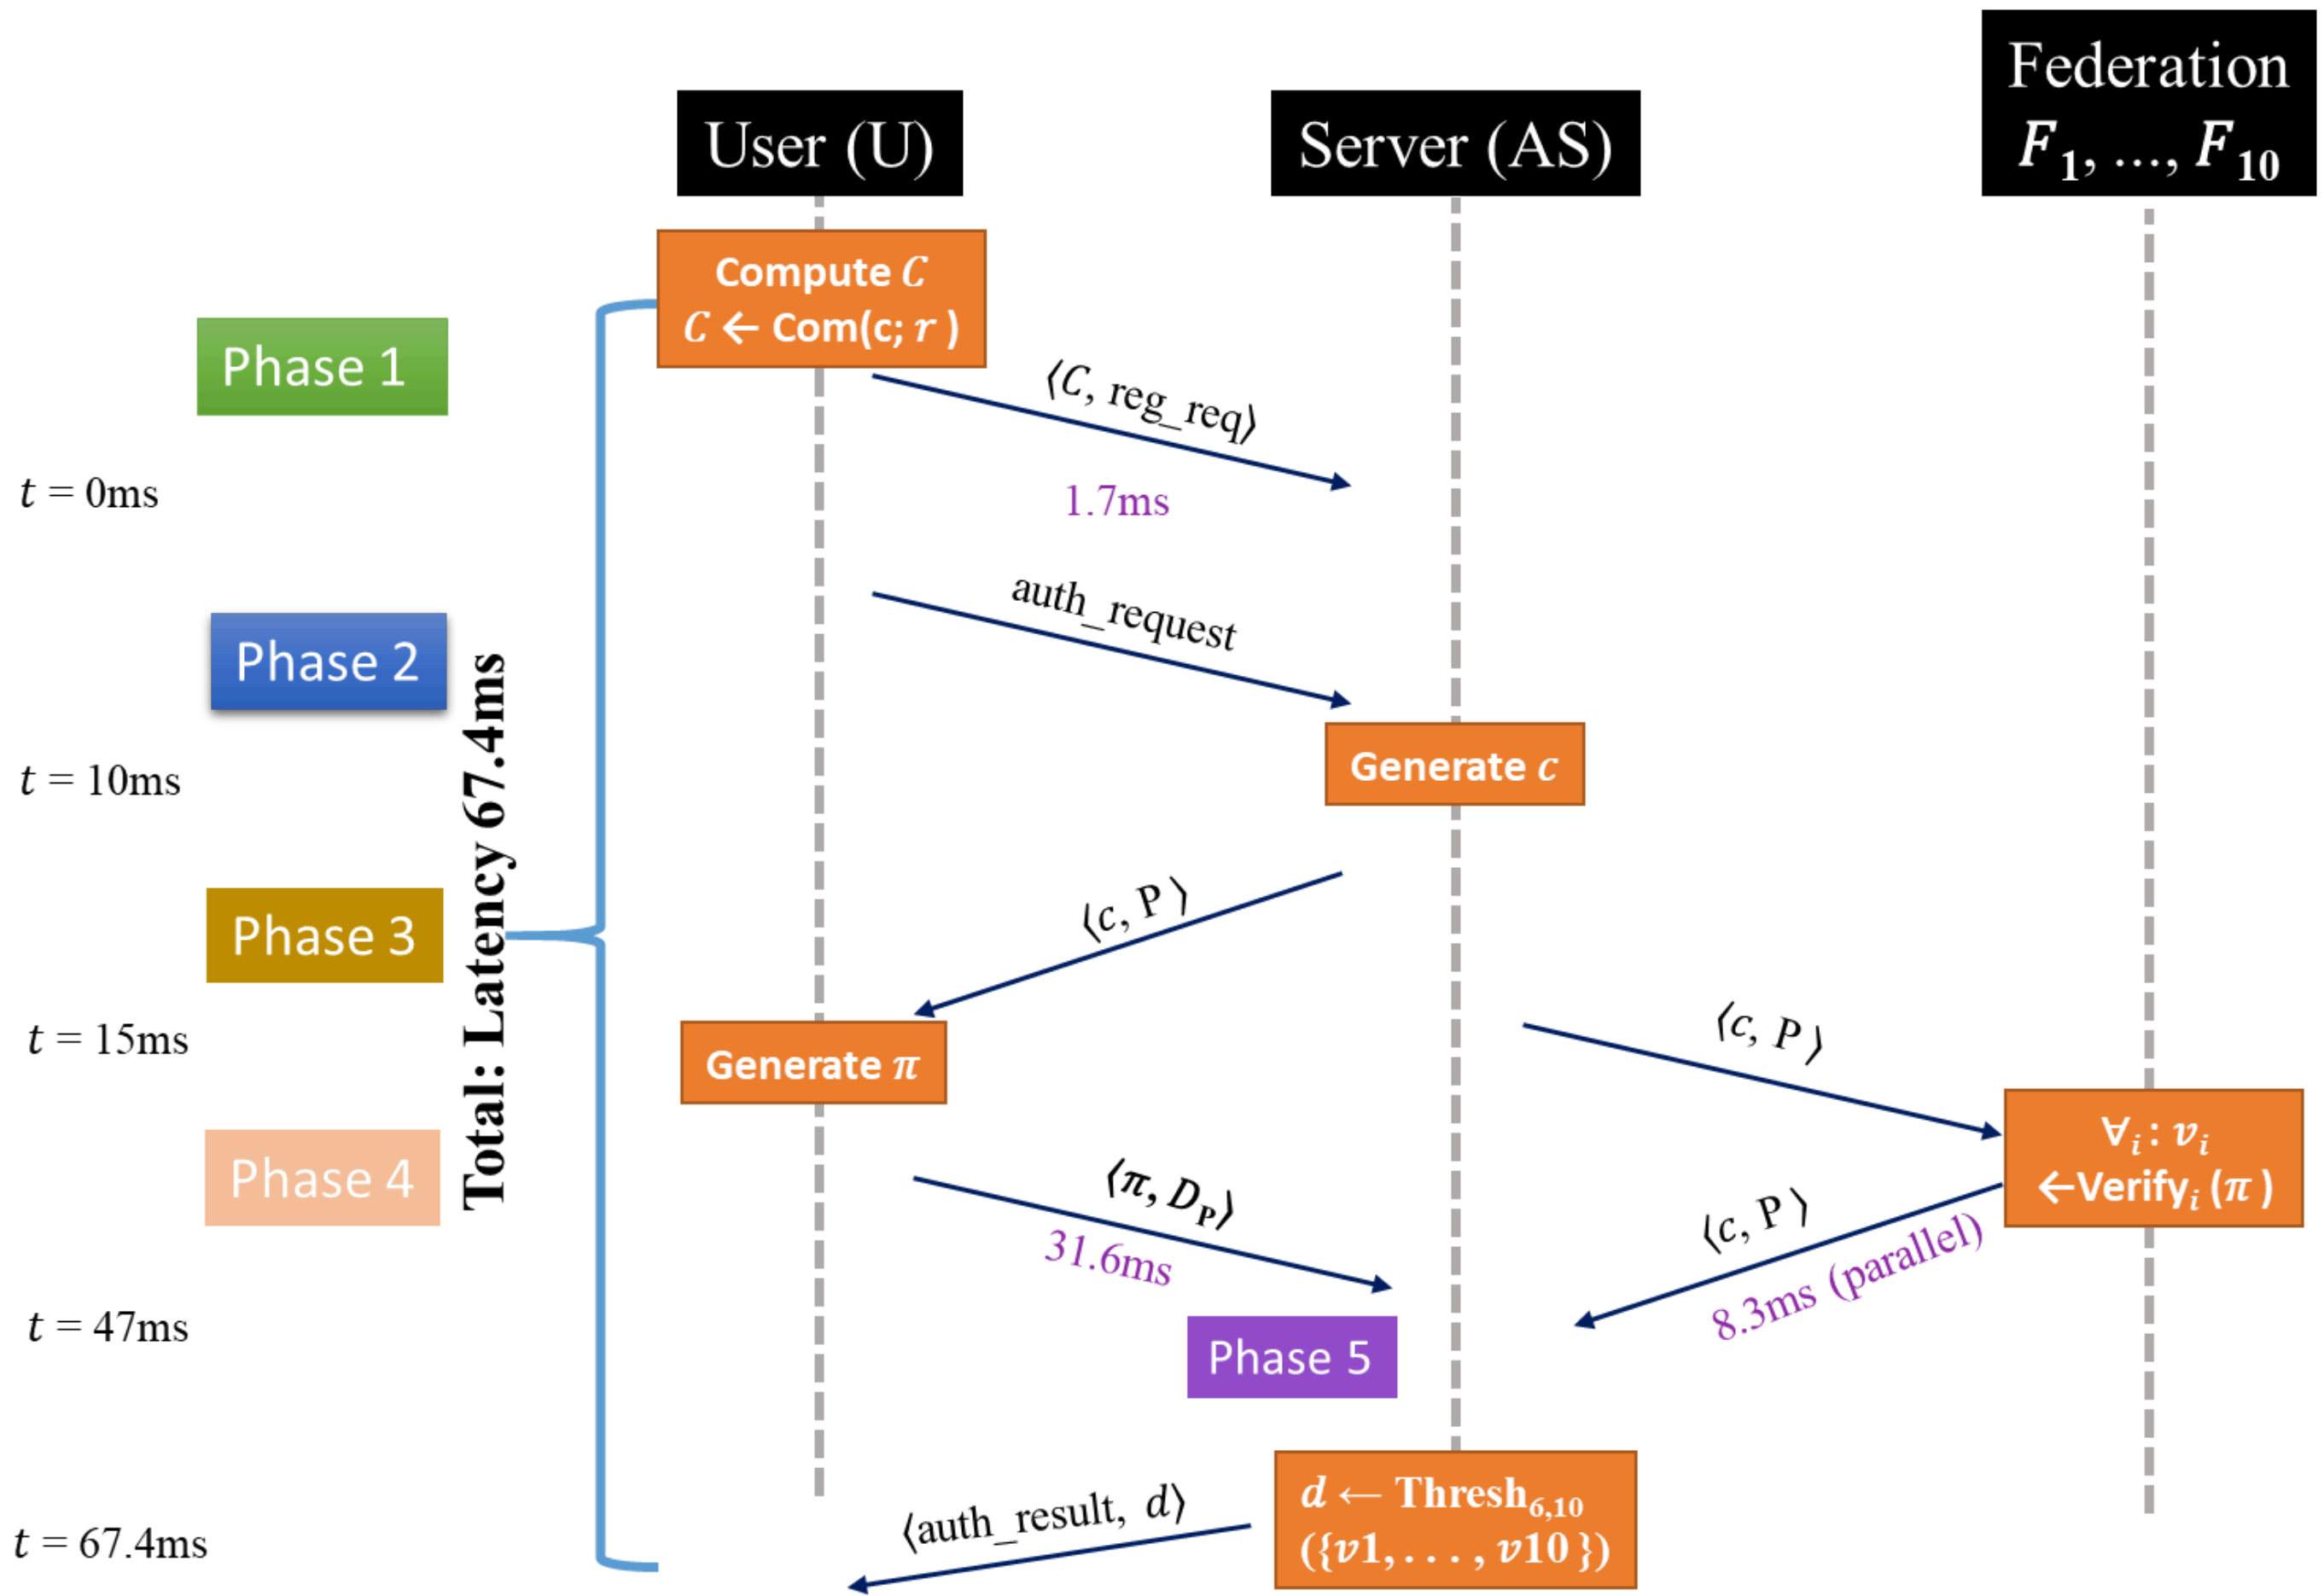 User (U)
Server (AS)
Federation
F₁, ..., F₁₀
Compute C
C ← Com(c; r )
Phase 1
⟨C, reg_req⟩
t = 0ms
1.7ms
auth_request
Phase 2
Generate c
t = 10ms
Total: Latency 67.4ms
⟨c, P ⟩
Phase 3
t = 15ms
Generate π
⟨c, P ⟩
∀ᵢ : vᵢ
←Verifyᵢ (π )
Phase 4
⟨π, D_P⟩
31.6ms
⟨c, P ⟩
8.3ms (parallel)
t = 47ms
Phase 5
d ← Thresh₆,₁₀
({v1, . . . , v10 })
⟨auth_result, d⟩
t = 67.4ms